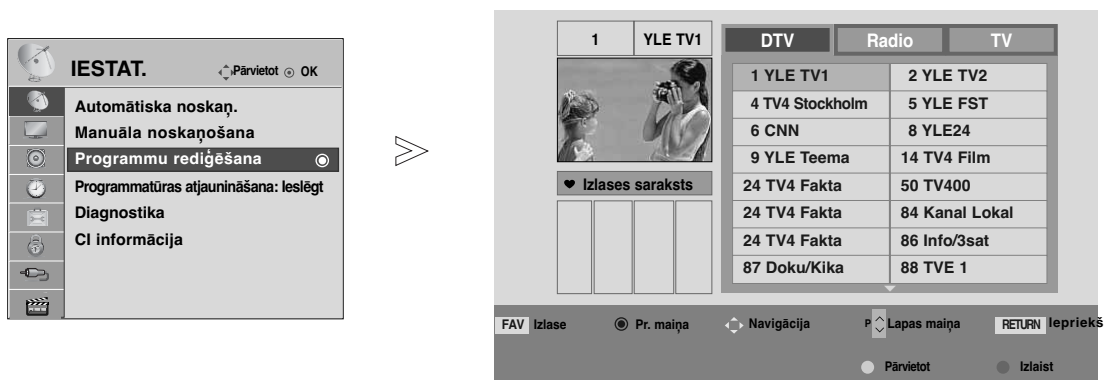 IESTAT.
Pārvietot OK
Automātiska noskaņ.
Manuāla noskaņošana
Programmu rediģēšana
Programmatūras atjaunināšana: Ieslēgt
Diagnostika
CI informācija
1 YLE TV1
Izlases saraksts
DTV Radio TV
1 YLE TV1 2 YLE TV2
4 TV4 Stockholm 5 YLE FST
6 CNN 8 YLE24
9 YLE Teema 14 TV4 Film
24 TV4 Fakta 50 TV400
24 TV4 Fakta 84 Kanal Lokal
24 TV4 Fakta 86 Info/3sat
87 Doku/Kika 88 TVE 1
FAV Izlase Pr. maiņa Navigācija P Lapas maiņa RETURN Iepriekš
Pārvietot Izlaist